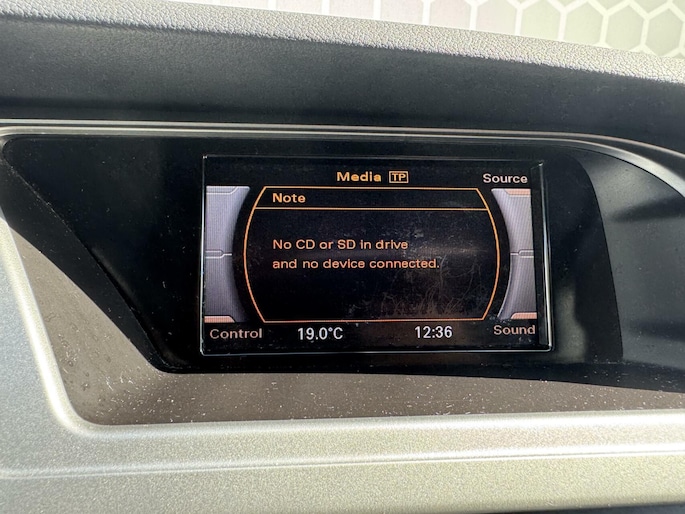 Media TP
Source
Note
No CD or SD in drive
and no device connected.
Control
19.0°C
12:36
Sound